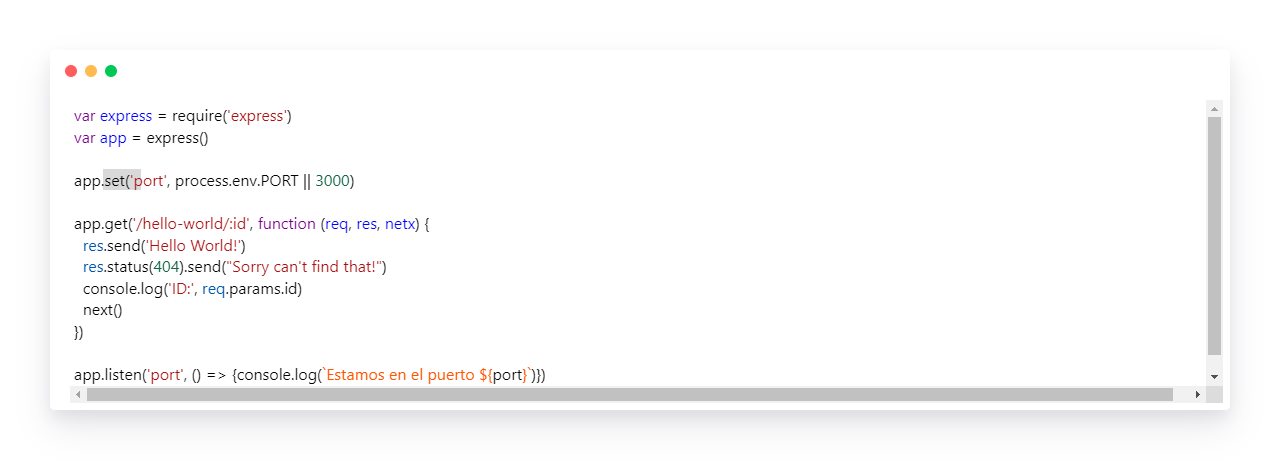 var express = require('express')
var app = express()
app.set('port', process.env.PORT || 3000)
app.get('/hello-world/:id', function (req, res, netx) {
res.send('Hello World!')
res.status(404).send("Sorry can't find that!")
console.log('ID:', req.params.id)
next()
})
app.listen('port', () => {console.log(`Estamos en el puerto ${port}`)})